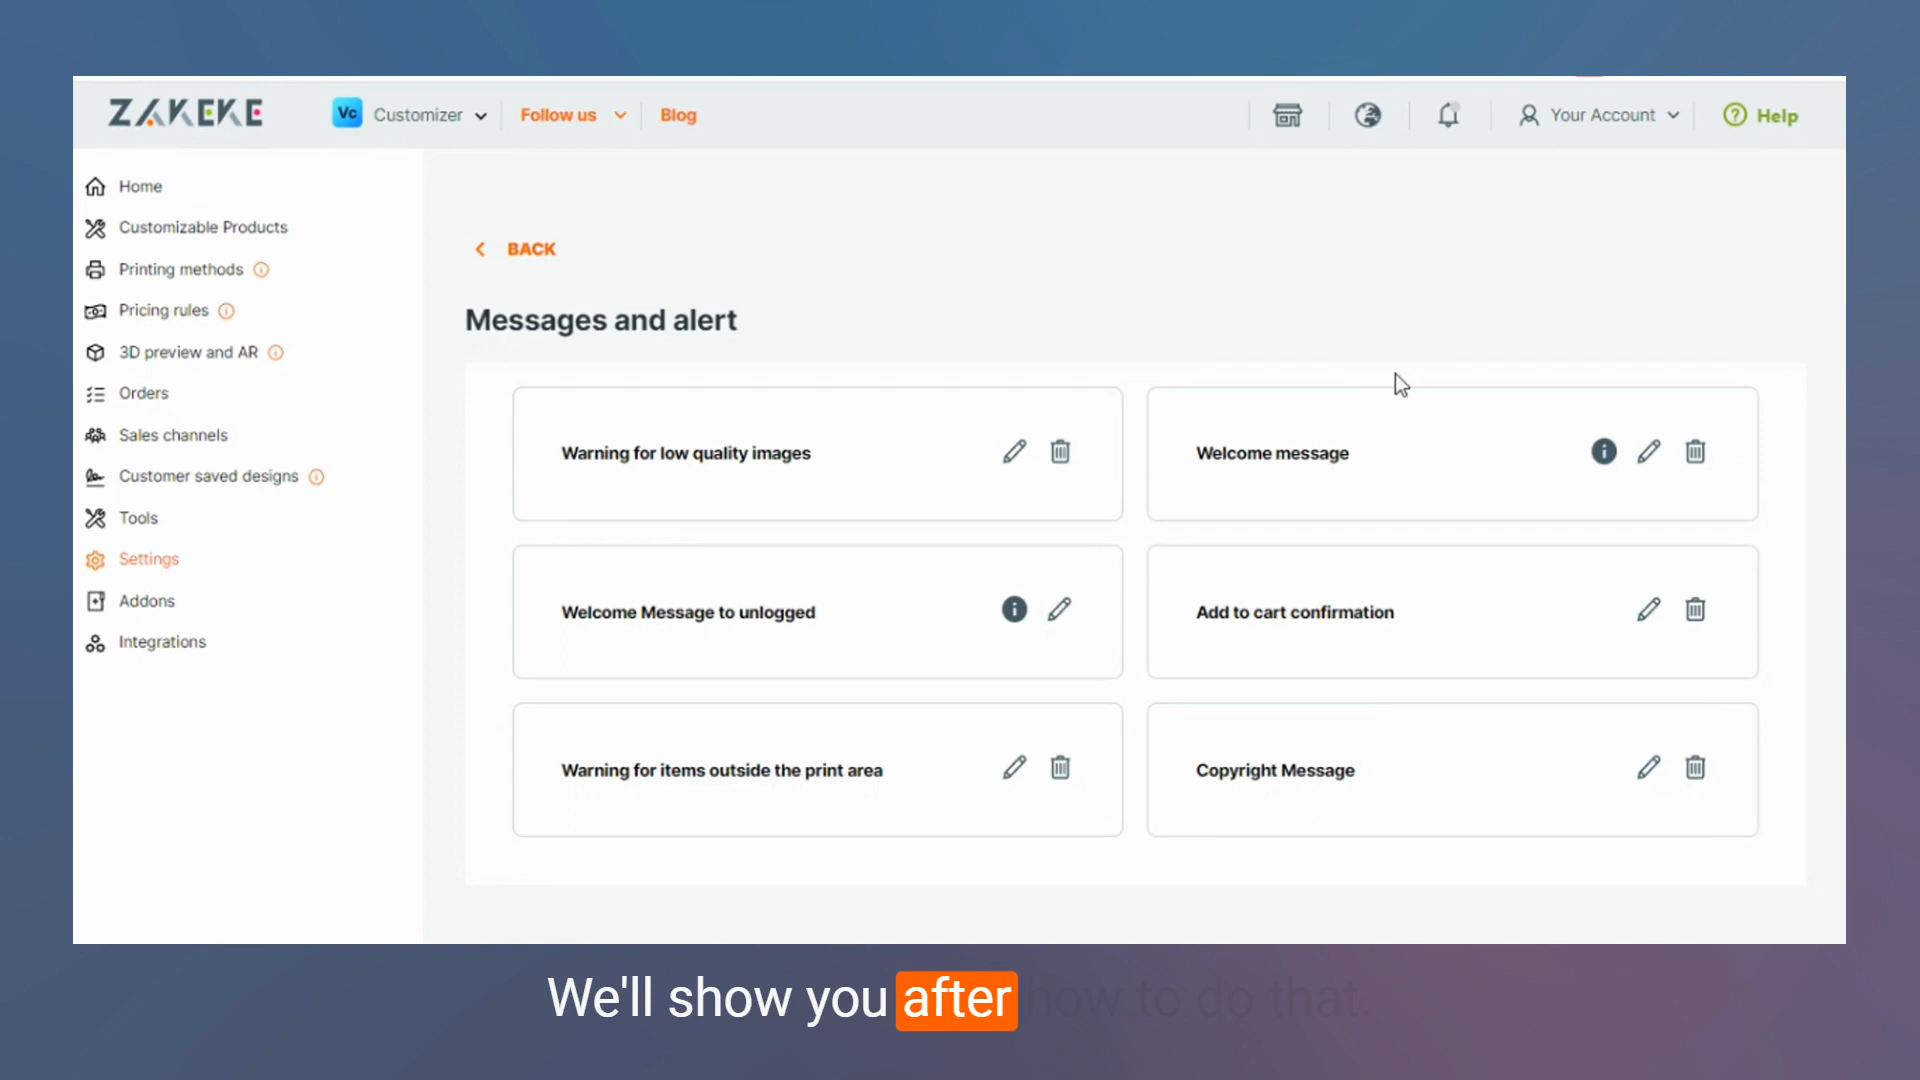 ZAKEKE
Vc Customizer
Follow us
Blog
Your Account
Help
Home
Customizable Products
Printing methods
Pricing rules
3D preview and AR
Orders
Sales channels
Customer saved designs
Tools
Settings
Addons
Integrations
BACK
Messages and alert
Warning for low quality images
Welcome message
Welcome Message to unlogged
Add to cart confirmation
Warning for items outside the print area
Copyright Message
We'll show you after how to do that.